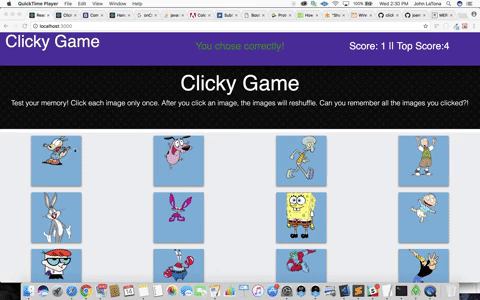 QuickTime Player File Edit View Window Help
Wed 2:30 PM John LaTona
localhost:3000
Clicky Game
You chose correctly!
Score: 1 || Top Score:4
Clicky Game
Test your memory! Click each image only once. After you click an image, the images will reshuffle. Can you remember all the images you clicked?!